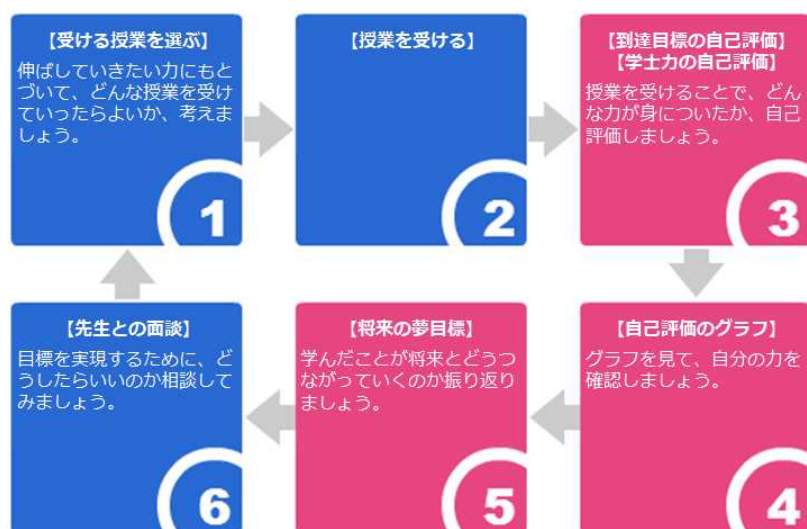 【受ける授業を選ぶ】
伸ばしていきたい力にもと
づいて、どんな授業を受け
ていったらよいか、考えま
しょう。
1
【授業を受ける】
2
【到達目標の自己評価】
【学士力の自己評価】
授業を受けることで、どん
な力が身についたか、自己
評価しましょう。
3
【自己評価のグラフ】
グラフを見て、自分の力を
確認しましょう。
4
【将来の夢目標】
学んだことが将来とどうつ
ながっていくのか振り返り
ましょう。
5
【先生との面談】
目標を実現するために、ど
うしたらいいのか相談して
みましょう。
6